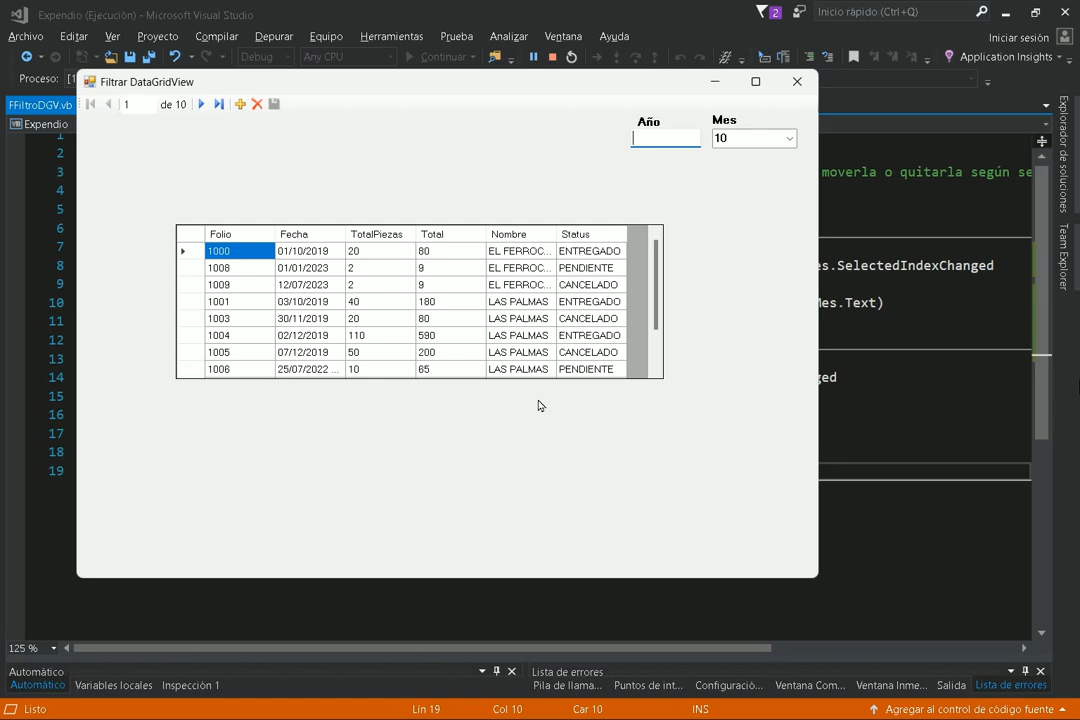 Expendio (Ejecución) - Microsoft Visual Studio
2
Inicio rápido (Ctrl+Q)
Archivo Editar Ver Proyecto Compilar Depurar Equipo Herramientas Prueba Analizar Ventana Ayuda
Iniciar sesión
Debug Any CPU Continuar
Application Insights
Proceso: [1
Filtrar DataGridView
FFiltroDGV.vb
1 de 10
Expendio
Año Mes
10
Explorador de soluciones
Team Explorer
1
2
3
4
5
6
7
8
9
10
11
12
13
14
15
16
17
18
19
moverla o quitarla según se
es.SelectedIndexChanged
Mes.Text)
ged
Folio Fecha TotalPiezas Total Nombre Status
1000 01/10/2019 20 80 EL FERROC... ENTREGADO
1008 01/01/2023 2 9 EL FERROC... PENDIENTE
1009 12/07/2023 2 9 EL FERROC... CANCELADO
1001 03/10/2019 40 180 LAS PALMAS ENTREGADO
1003 30/11/2019 20 80 LAS PALMAS CANCELADO
1004 02/12/2019 110 590 LAS PALMAS ENTREGADO
1005 07/12/2019 50 200 LAS PALMAS CANCELADO
1006 25/07/2022 ... 10 65 LAS PALMAS PENDIENTE
125 %
Automático
Lista de errores
Automático Variables locales Inspección 1
Pila de llama... Puntos de int... Configuració... Ventana Com... Ventana Inme... Salida Lista de errores
Listo Lín 19 Car 10 Col 10 INS Agregar al control de código fuente